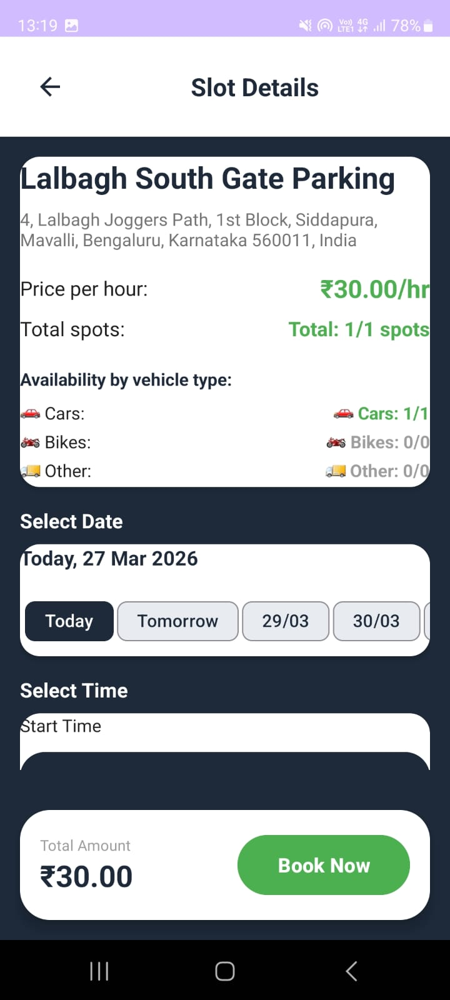 13:19 Vo)) LTE1 4G 78%
Slot Details
Lalbagh South Gate Parking
4, Lalbagh Joggers Path, 1st Block, Siddapura,
Mavalli, Bengaluru, Karnataka 560011, India
Price per hour: ₹30.00/hr
Total spots: Total: 1/1 spots
Availability by vehicle type:
🚗 Cars: 🚗 Cars: 1/1
🏍️ Bikes: 🏍️ Bikes: 0/0
🚚 Other: 🚚 Other: 0/0
Select Date
Today, 27 Mar 2026
Today Tomorrow 29/03 30/03
Select Time
Start Time
Total Amount
₹30.00
Book Now